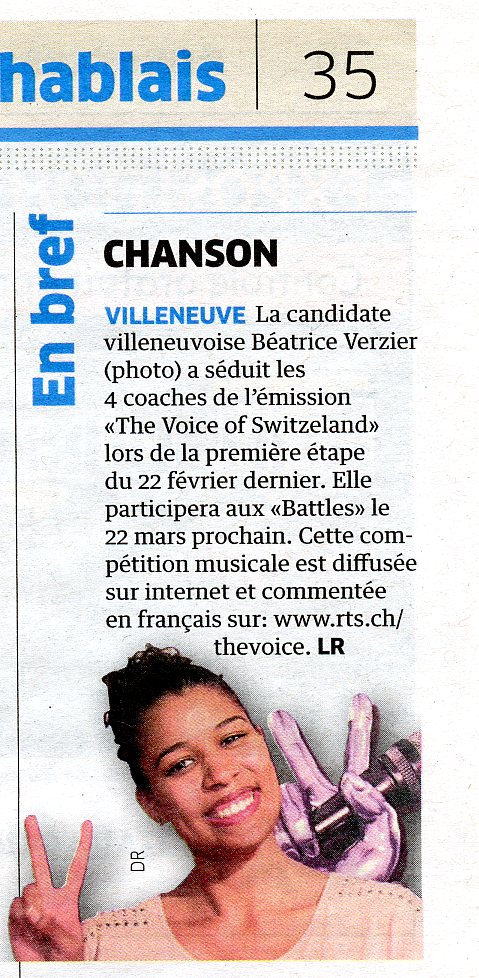 hablais
35
En bref
CHANSON
VILLENEUVE La candidate
villeneuvoise Béatrice Verzier
(photo) a séduit les
4 coaches de l’émission
«The Voice of Switzeland»
lors de la première étape
du 22 février dernier. Elle
participera aux «Battles» le
22 mars prochain. Cette com-
pétition musicale est diffusée
sur internet et commentée
en français sur: www.rts.ch/
thevoice. LR
DR